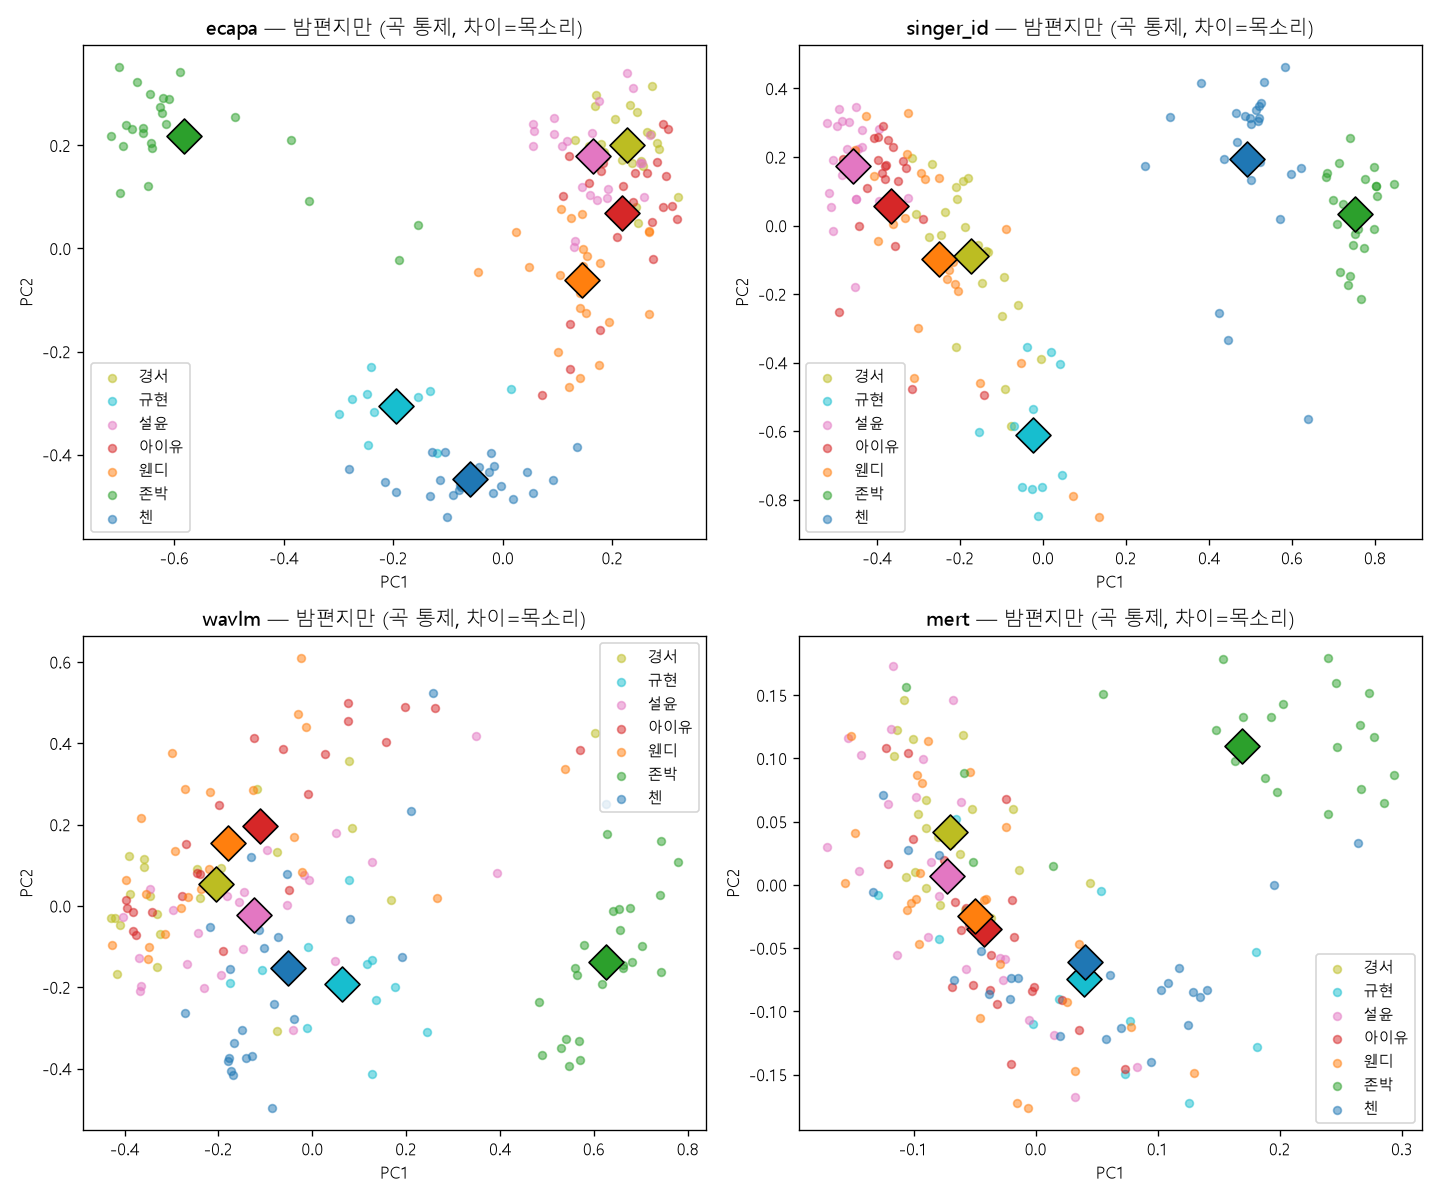 ecapa — 밤편지만 (곡 통제, 차이=목소리)
0.2
0.0
-0.2
-0.4
PC2
경서
규현
설윤
아이유
웬디
존박
첸
-0.6
-0.4
-0.2
0.0
0.2
PC1
singer_id — 밤편지만 (곡 통제, 차이=목소리)
0.4
0.2
0.0
-0.2
-0.4
-0.6
-0.8
PC2
경서
규현
설윤
아이유
웬디
존박
첸
-0.4
-0.2
0.0
0.2
0.4
0.6
0.8
PC1
wavlm — 밤편지만 (곡 통제, 차이=목소리)
0.6
0.4
0.2
0.0
-0.2
-0.4
PC2
경서
규현
설윤
아이유
웬디
존박
첸
-0.4
-0.2
0.0
0.2
0.4
0.6
0.8
PC1
mert — 밤편지만 (곡 통제, 차이=목소리)
0.15
0.10
0.05
0.00
-0.05
-0.10
-0.15
PC2
경서
규현
설윤
아이유
웬디
존박
첸
-0.1
0.0
0.1
0.2
0.3
PC1